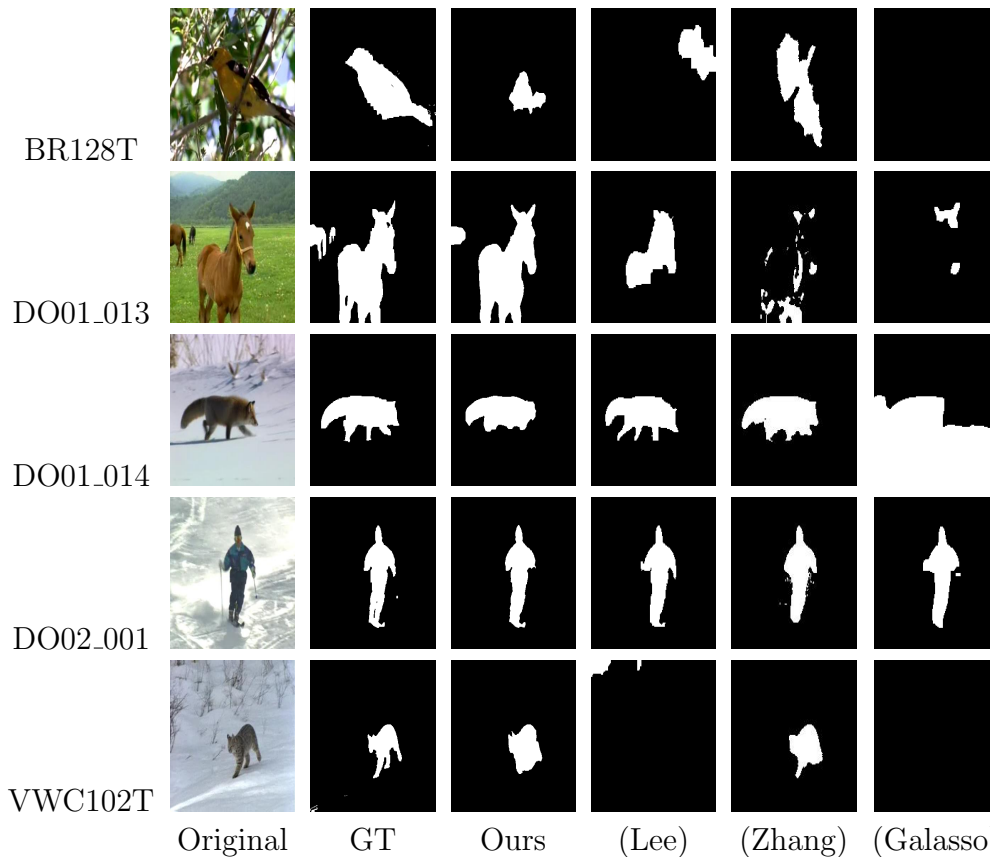 BR128T
DO01_013
DO01_014
DO02_001
VWC102T
Original GT Ours (Lee) (Zhang) (Galasso